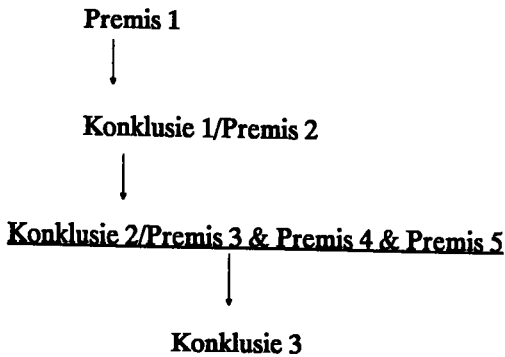 Premis 1
Konklusie 1/Premis 2
Konklusie 2/Premis 3 & Premis 4 & Premis 5
Konklusie 3